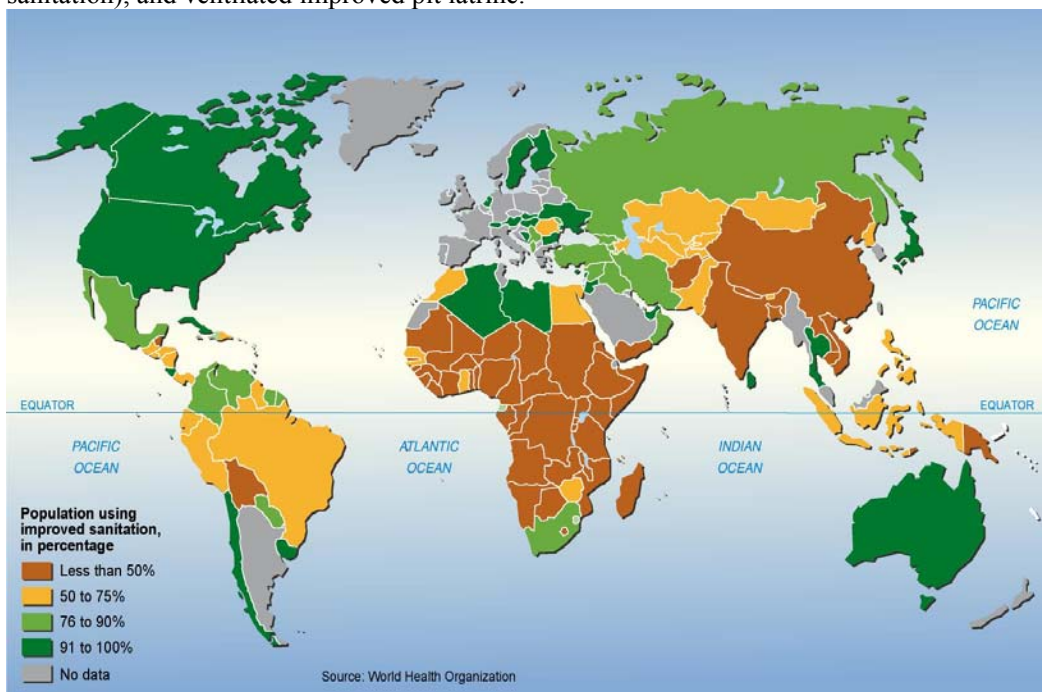 sanitation), and ventilated improved pit latrine.
PACIFIC
OCEAN
EQUATOR
EQUATOR
PACIFIC
OCEAN
ATLANTIC
OCEAN
INDIAN
OCEAN
Population using
improved sanitation,
in percentage
Less than 50%
50 to 75%
76 to 90%
91 to 100%
No data
Source: World Health Organization